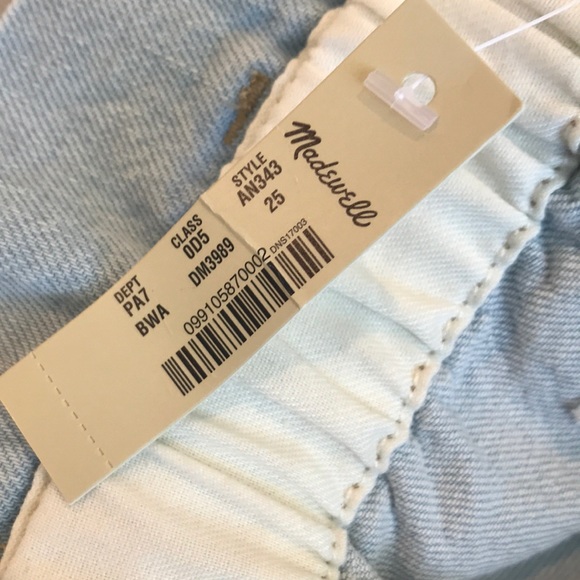 Madewell
DEPT CLASS STYLE
PA7 0D5 AN343
BWA DM3989 25
099105870002 DNS17003